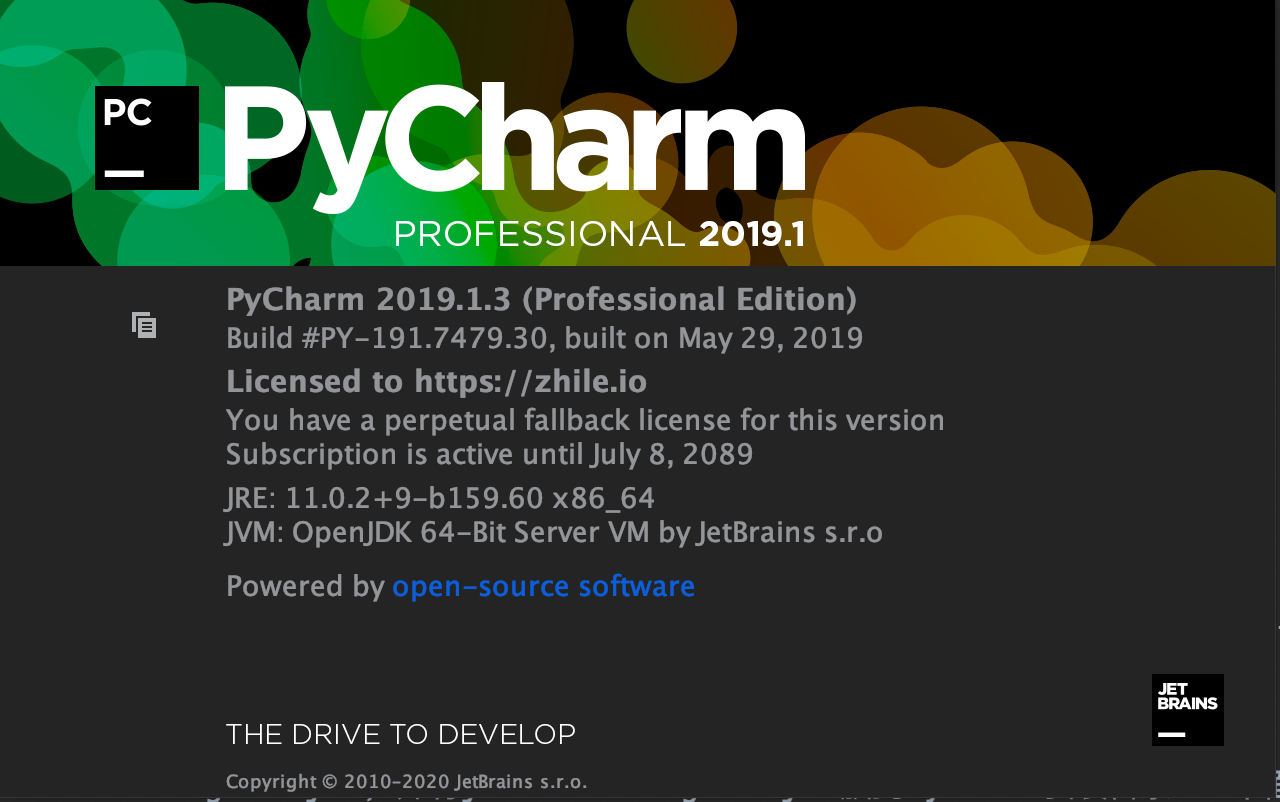 PC
PyCharm
PROFESSIONAL 2019.1
PyCharm 2019.1.3 (Professional Edition)
Build #PY-191.7479.30, built on May 29, 2019
Licensed to https://zhile.io
You have a perpetual fallback license for this version
Subscription is active until July 8, 2089
JRE: 11.0.2+9-b159.60 x86_64
JVM: OpenJDK 64-Bit Server VM by JetBrains s.r.o
Powered by open-source software
JET
BRAINS
THE DRIVE TO DEVELOP
Copyright © 2010-2020 JetBrains s.r.o.